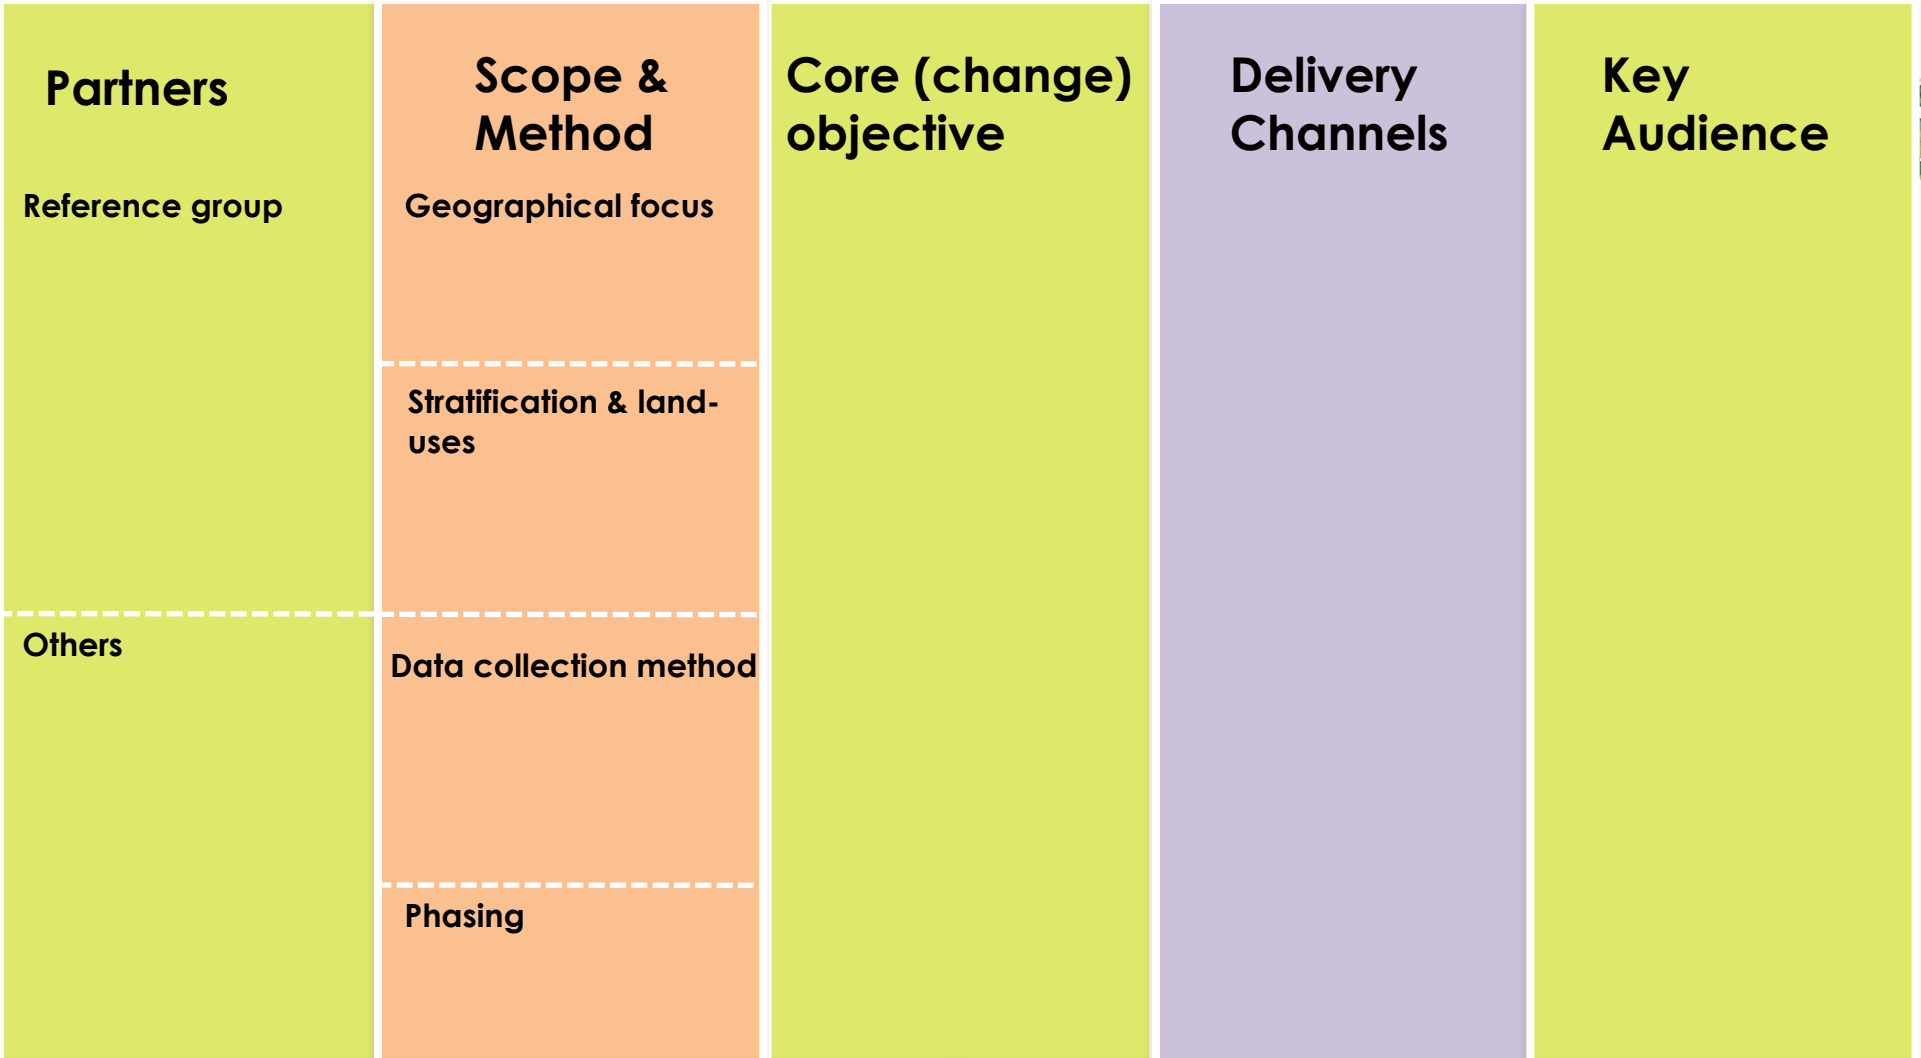 Partners
Reference group
Others
Scope &
Method
Geographical focus
Stratification & land-
uses
Data collection method
Phasing
Core (change)
objective
Delivery
Channels
Key
Audience